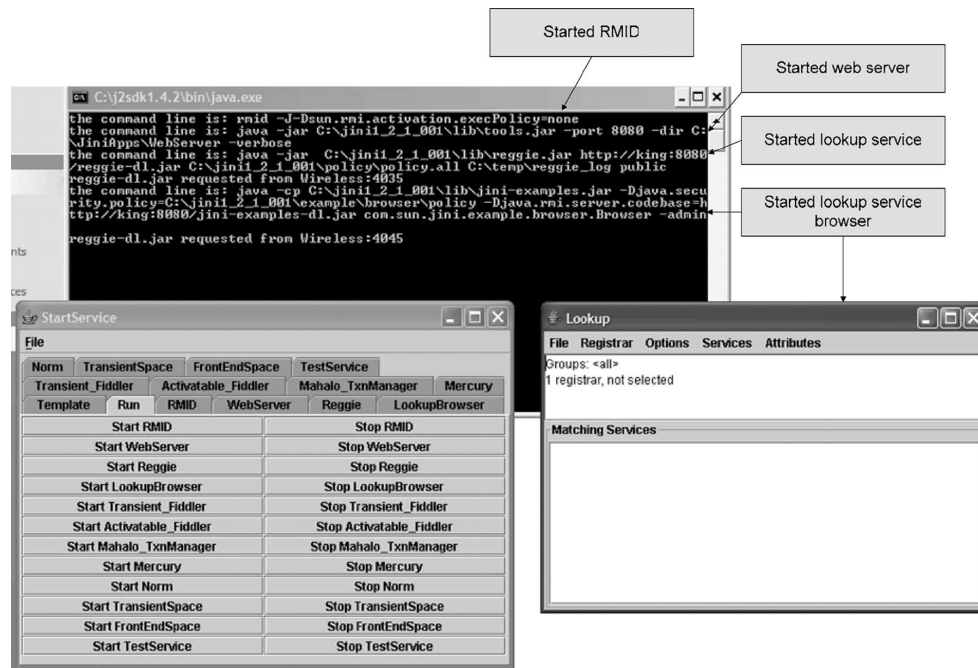 Started RMID
Started web server
Started lookup service
Started lookup service
browser
C:\j2sdk1.4.2\bin\java.exe
the command line is: rmid -J-Dsun.rmi.activation.execPolicy=none
the command line is: java -jar C:\jini1_2_1_001\lib\tools.jar -port 8080 -dir C:
\JiniApps\WebServer -verbose
the command line is: java -jar  C:\jini1_2_1_001\lib\reggie.jar http://king:8080
/reggie-dl.jar C:\jini1_2_1_001\policy\policy.all C:\temp\reggie_log public
reggie-dl.jar requested from Wireless:4035
the command line is: java -cp C:\jini1_2_1_001\lib\jini-examples.jar -Djava.secu
rity.policy=C:\jini1_2_1_001\example\browser\policy -Djava.rmi.server.codebase=h
ttp://king:8080/jini-examples-dl.jar com.sun.jini.example.browser.Browser -admin
reggie-dl.jar requested from Wireless:4045
nts
ces
StartService
File
Norm TransientSpace FrontEndSpace TestService
Transient_Fiddler Activatable_Fiddler Mahalo_TxnManager Mercury
Template Run RMID WebServer Reggie LookupBrowser
Start RMID Stop RMID
Start WebServer Stop WebServer
Start Reggie Stop Reggie
Start LookupBrowser Stop LookupBrowser
Start Transient_Fiddler Stop Transient_Fiddler
Start Activatable_Fiddler Stop Activatable_Fiddler
Start Mahalo_TxnManager Stop Mahalo_TxnManager
Start Mercury Stop Mercury
Start Norm Stop Norm
Start TransientSpace Stop TransientSpace
Start FrontEndSpace Stop FrontEndSpace
Start TestService Stop TestService
Lookup
File Registrar Options Services Attributes
Groups: <all>
1 registrar, not selected
Matching Services